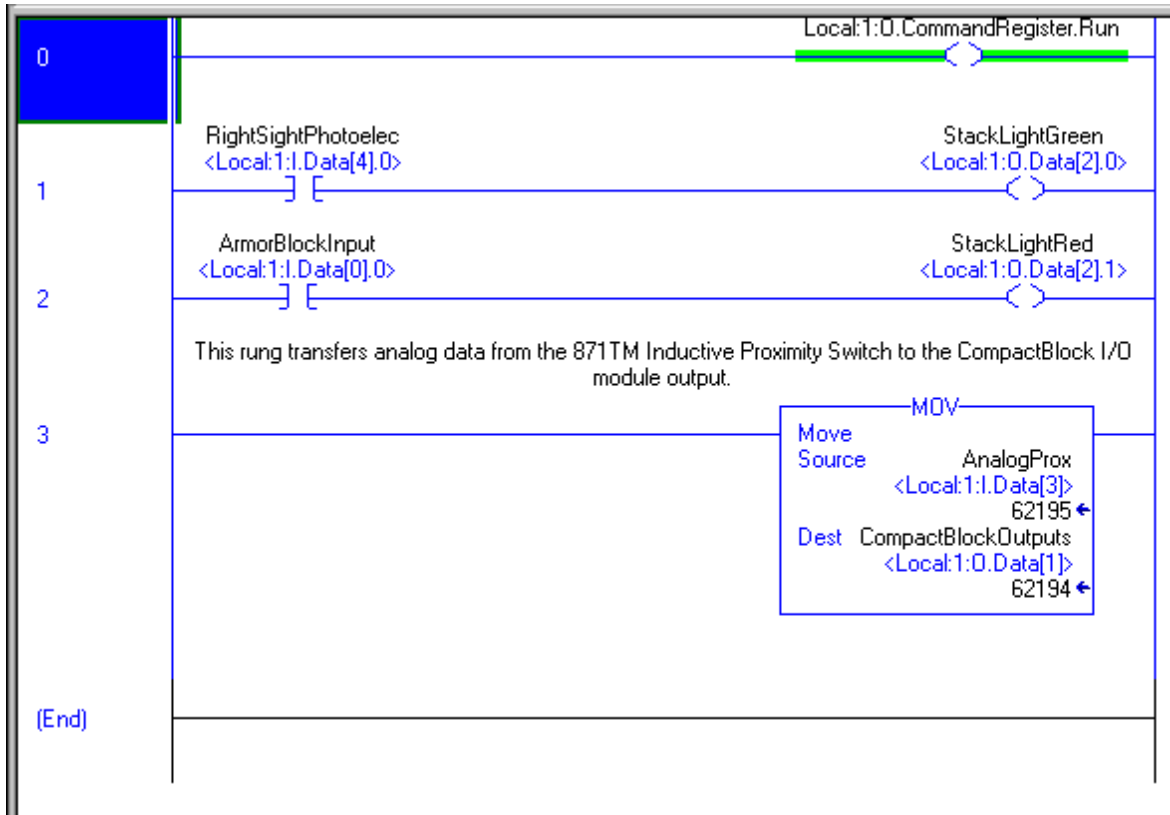 Local:1:O.CommandRegister.Run
0
RightSightPhotoelec
<Local:1:I.Data[4].0>
StackLightGreen
<Local:1:O.Data[2].0>
1
ArmorBlockInput
<Local:1:I.Data[0].0>
StackLightRed
<Local:1:O.Data[2].1>
2
This rung transfers analog data from the 871TM Inductive Proximity Switch to the CompactBlock I/O
module output.
MOV
3
Move
Source AnalogProx
<Local:1:I.Data[3]>
62195
Dest CompactBlockOutputs
<Local:1:O.Data[1]>
62194
(End)